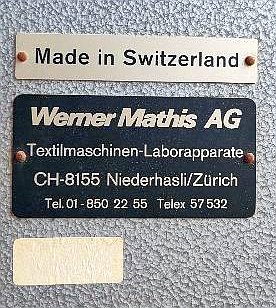 Made in Switzerland
Werner Mathis AG
Textilmaschinen-Laborapparate
CH-8155 Niederhasli/Zürich
Tel. 01-850 22 55 Telex 57 532